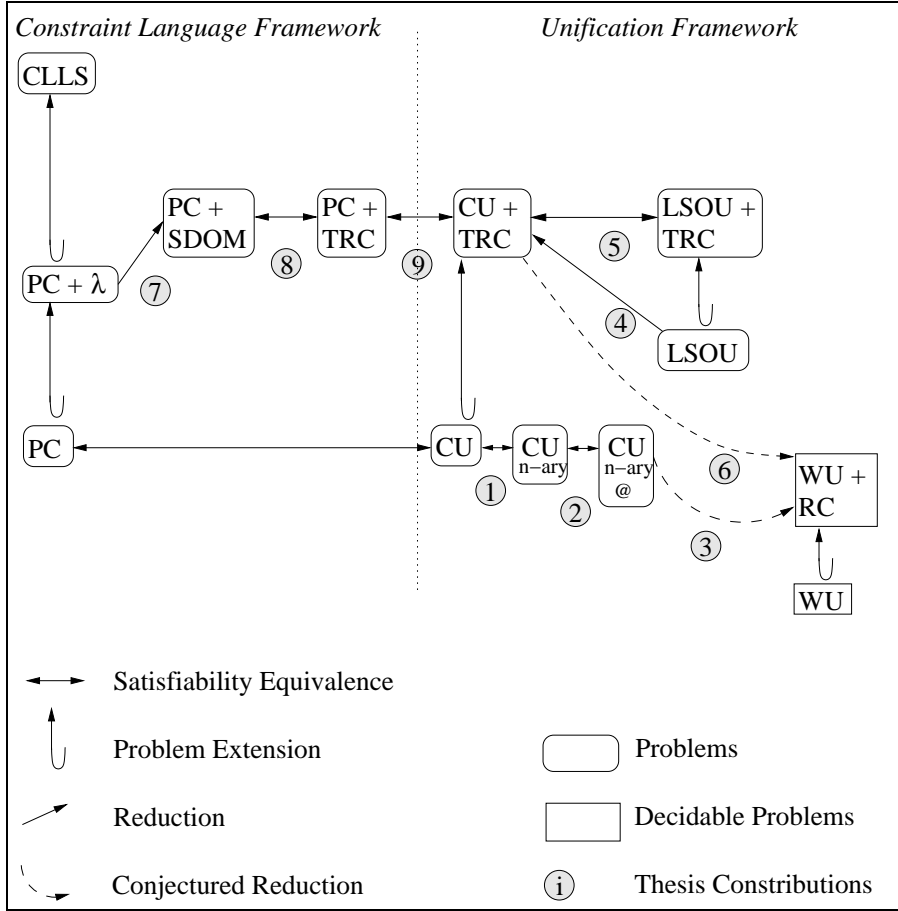 Constraint Language Framework
Unification Framework
CLLS
PC +
SDOM
PC +
TRC
CU +
TRC
LSOU +
TRC
PC + λ
7
8
9
5
4
LSOU
PC
CU
CU
n−ary
CU
n−ary
@
1
2
6
3
WU +
RC
WU
Satisfiability Equivalence
Problem Extension
Problems
Reduction
Decidable Problems
Conjectured Reduction
i
Thesis Constributions